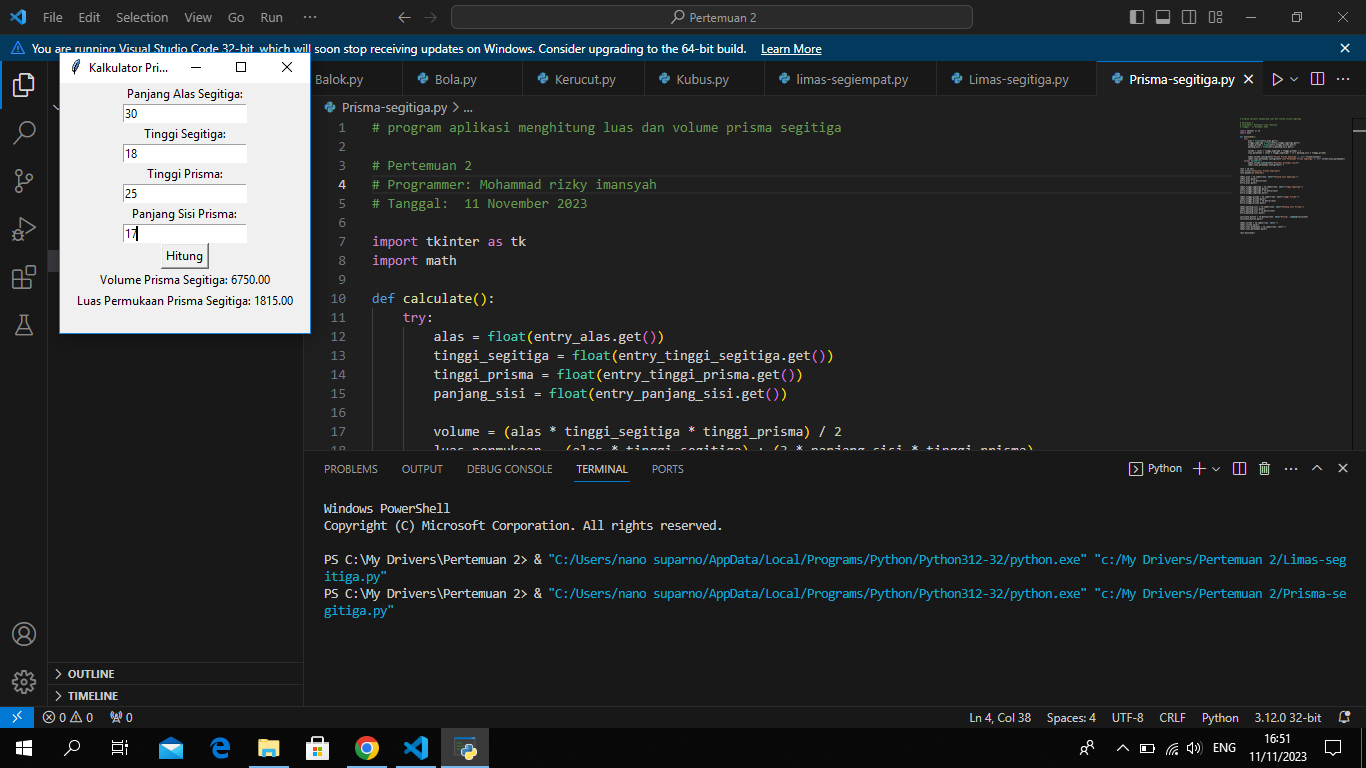 File Edit Selection View Go Run ··· Pertemuan 2
You are running Visual Studio Code 32-bit, which will soon stop receiving updates on Windows. Consider upgrading to the 64-bit build. Learn More
Kalkulator Pri...
Panjang Alas Segitiga:
30
Tinggi Segitiga:
18
Tinggi Prisma:
25
Panjang Sisi Prisma:
17
Hitung
Volume Prisma Segitiga: 6750.00
Luas Permukaan Prisma Segitiga: 1815.00
Balok.py Bola.py Kerucut.py Kubus.py limas-segiempat.py Limas-segitiga.py Prisma-segitiga.py
Prisma-segitiga.py > ...
1 # program aplikasi menghitung luas dan volume prisma segitiga
2
3 # Pertemuan 2
4 # Programmer: Mohammad rizky imansyah
5 # Tanggal: 11 November 2023
6
7 import tkinter as tk
8 import math
9
10 def calculate():
11 try:
12 alas = float(entry_alas.get())
13 tinggi_segitiga = float(entry_tinggi_segitiga.get())
14 tinggi_prisma = float(entry_tinggi_prisma.get())
15 panjang_sisi = float(entry_panjang_sisi.get())
16
17 volume = (alas * tinggi_segitiga * tinggi_prisma) / 2
18 luas_permukaan = (alas * tinggi_segitiga) + (3 * panjang_sisi * tinggi_prisma)
PROBLEMS OUTPUT DEBUG CONSOLE TERMINAL PORTS Python
Windows PowerShell
Copyright (C) Microsoft Corporation. All rights reserved.
PS C:\My Drivers\Pertemuan 2> & "C:/Users/nano suparno/AppData/Local/Programs/Python/Python312-32/python.exe" "c:/My Drivers/Pertemuan 2/Limas-seg
itiga.py"
PS C:\My Drivers\Pertemuan 2> & "C:/Users/nano suparno/AppData/Local/Programs/Python/Python312-32/python.exe" "c:/My Drivers/Pertemuan 2/Prisma-se
gitiga.py"
OUTLINE
TIMELINE
0 0 0 Ln 4, Col 38 Spaces: 4 UTF-8 CRLF Python 3.12.0 32-bit
ENG
16:51
11/11/2023